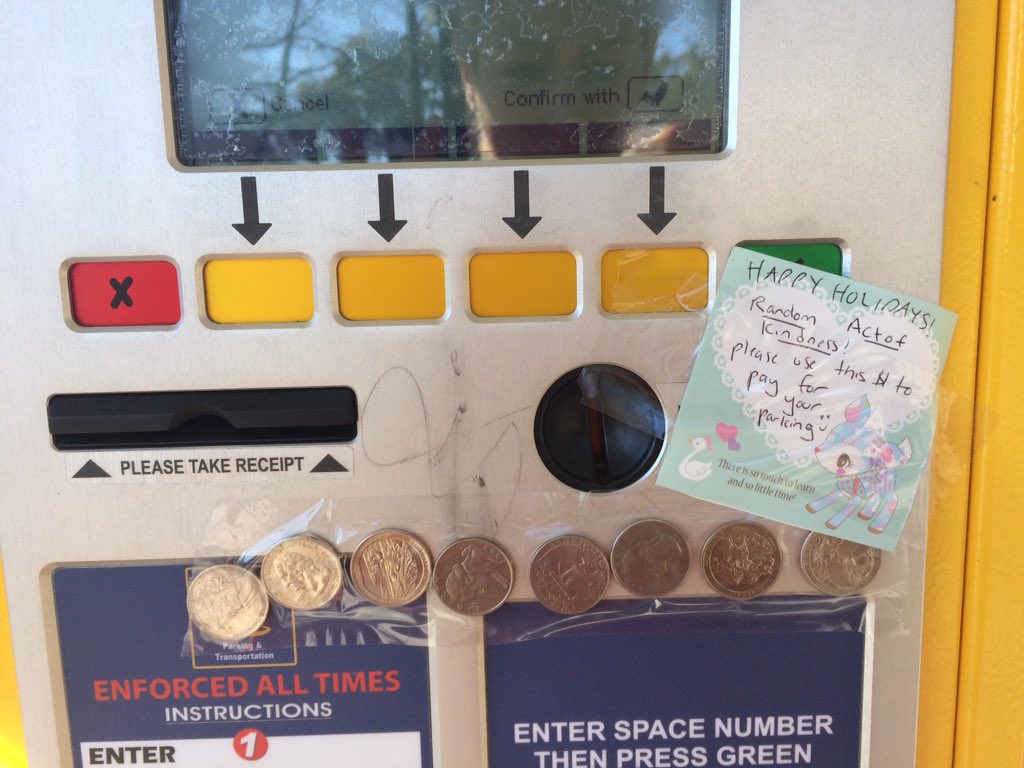 Cancel
Confirm with
X
HAPPY HOLIDAYS!
Random Act of
Kindness!
please use this $ to
pay for
your
parking
There is so much to learn
and so little time!
PLEASE TAKE RECEIPT
Parking &
Transportation
ENFORCED ALL TIMES
INSTRUCTIONS
1
ENTER
ENTER SPACE NUMBER
THEN PRESS GREEN